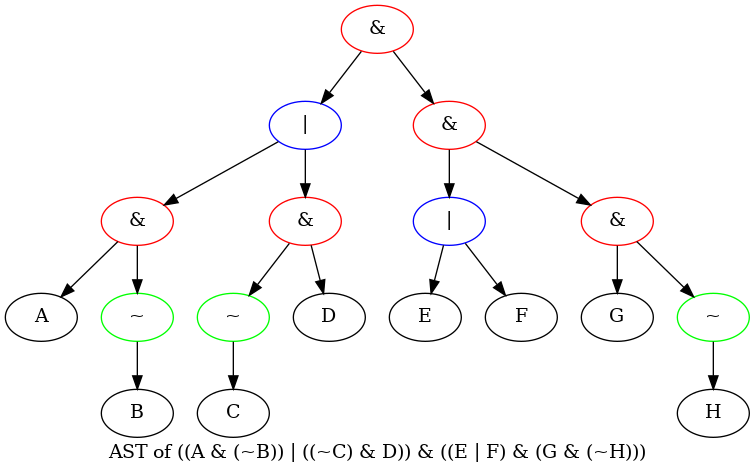 &
| &
& & | &
A ~ ~ D E F G ~
B C H
AST of ((A & (~B)) | ((~C) & D)) & ((E | F) & (G & (~H)))